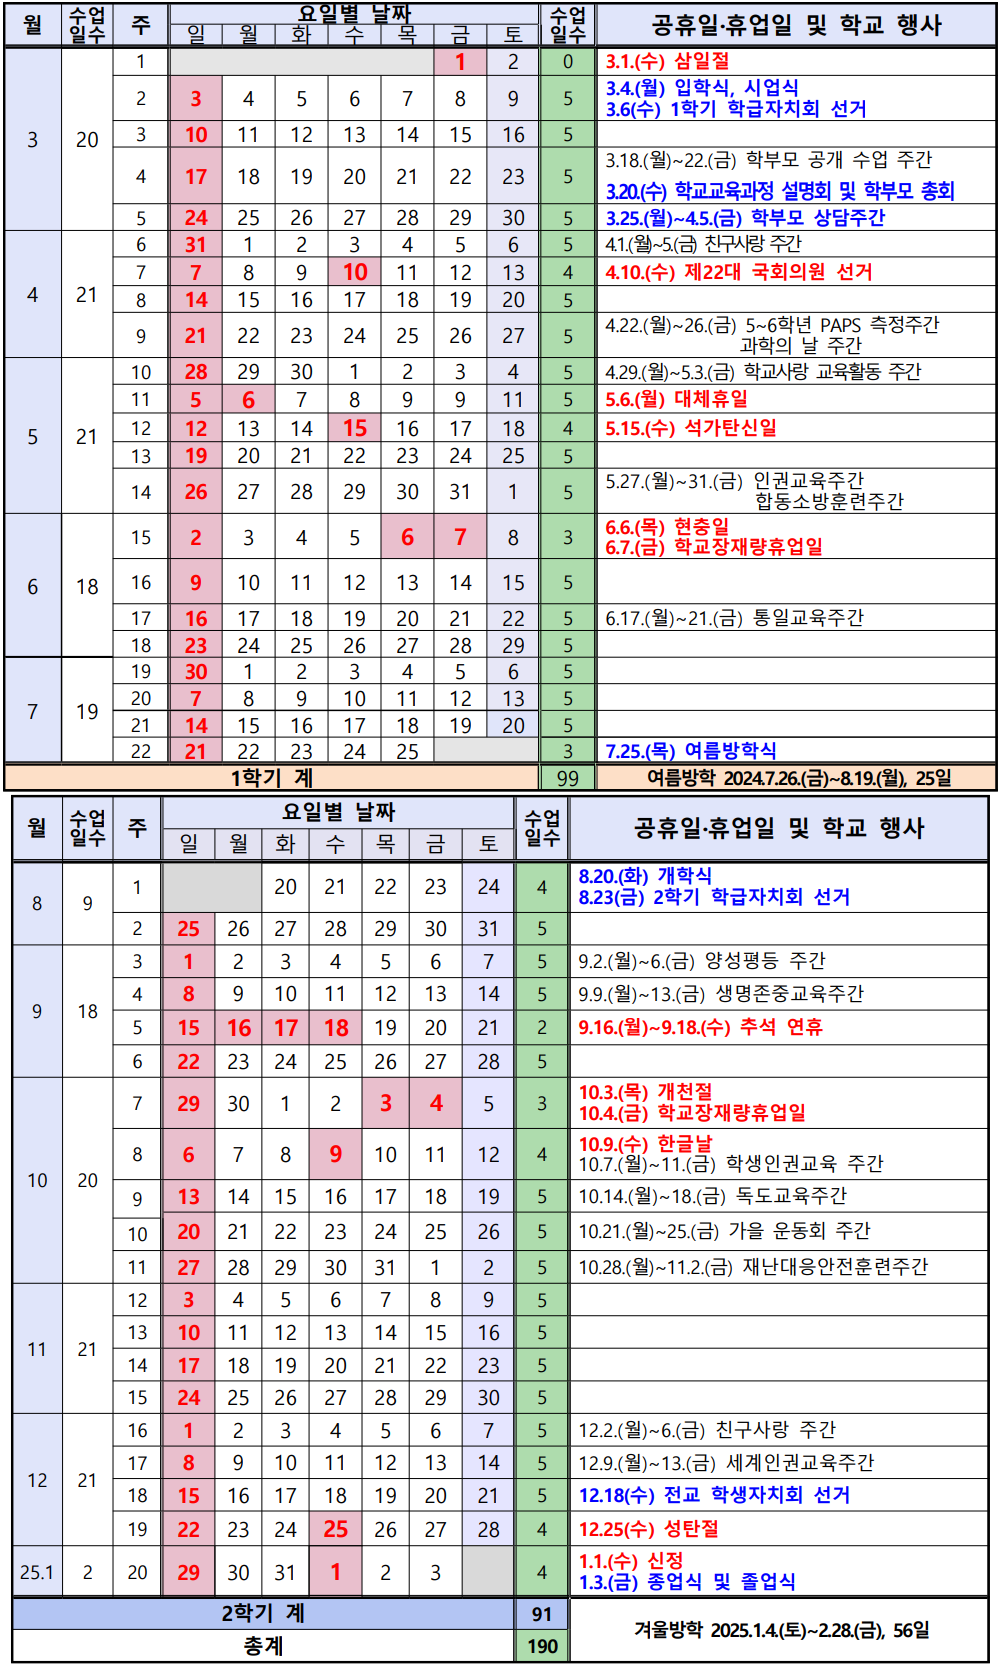 월 수업일수 주 요일별 날짜 수업일수 공휴일·휴업일 및 학교 행사
일 월 화 수 목 금 토
3 20 1 1 2 0 3.1.(수) 삼일절
2 3 4 5 6 7 8 9 5 3.4.(월) 입학식, 시업식
3.6(수) 1학기 학급자치회 선거
3 10 11 12 13 14 15 16 5
4 17 18 19 20 21 22 23 5 3.18.(월)~22.(금) 학부모 공개 수업 주간
3.20.(수) 학교교육과정 설명회 및 학부모 총회
5 24 25 26 27 28 29 30 5 3.25.(월)~4.5.(금) 학부모 상담주간
4 21 6 31 1 2 3 4 5 6 5 4.1.(월)~5.(금) 친구사랑 주간
7 7 8 9 10 11 12 13 4 4.10.(수) 제22대 국회의원 선거
8 14 15 16 17 18 19 20 5
9 21 22 23 24 25 26 27 5 4.22.(월)~26.(금) 5~6학년 PAPS 측정주간
과학의 날 주간
5 21 10 28 29 30 1 2 3 4 5 4.29.(월)~5.3.(금) 학교사랑 교육활동 주간
11 5 6 7 8 9 9 11 5 5.6.(월) 대체휴일
12 12 13 14 15 16 17 18 4 5.15.(수) 석가탄신일
13 19 20 21 22 23 24 25 5
14 26 27 28 29 30 31 1 5 5.27.(월)~31.(금) 인권교육주간
합동소방훈련주간
6 18 15 2 3 4 5 6 7 8 3 6.6.(목) 현충일
6.7.(금) 학교장재량휴업일
16 9 10 11 12 13 14 15 5
17 16 17 18 19 20 21 22 5 6.17.(월)~21.(금) 통일교육주간
18 23 24 25 26 27 28 29 5
7 19 19 30 1 2 3 4 5 6 5
20 7 8 9 10 11 12 13 5
21 14 15 16 17 18 19 20 5
22 21 22 23 24 25 3 7.25.(목) 여름방학식
1학기 계 99 여름방학 2024.7.26.(금)~8.19.(월), 25일
월 수업일수 주 요일별 날짜 수업일수 공휴일·휴업일 및 학교 행사
일 월 화 수 목 금 토
8 9 1 20 21 22 23 24 4 8.20.(화) 개학식
8.23(금) 2학기 학급자치회 선거
2 25 26 27 28 29 30 31 5
9 18 3 1 2 3 4 5 6 7 5 9.2.(월)~6.(금) 양성평등 주간
4 8 9 10 11 12 13 14 5 9.9.(월)~13.(금) 생명존중교육주간
5 15 16 17 18 19 20 21 2 9.16.(월)~9.18.(수) 추석 연휴
6 22 23 24 25 26 27 28 5
10 20 7 29 30 1 2 3 4 5 3 10.3.(목) 개천절
10.4.(금) 학교장재량휴업일
8 6 7 8 9 10 11 12 4 10.9.(수) 한글날
10.7.(월)~11.(금) 학생인권교육 주간
9 13 14 15 16 17 18 19 5 10.14.(월)~18.(금) 독도교육주간
10 20 21 22 23 24 25 26 5 10.21.(월)~25.(금) 가을 운동회 주간
11 27 28 29 30 31 1 2 5 10.28.(월)~11.2.(금) 재난대응안전훈련주간
11 21 12 3 4 5 6 7 8 9 5
13 10 11 12 13 14 15 16 5
14 17 18 19 20 21 22 23 5
15 24 25 26 27 28 29 30 5
12 21 16 1 2 3 4 5 6 7 5 12.2.(월)~6.(금) 친구사랑 주간
17 8 9 10 11 12 13 14 5 12.9.(월)~13.(금) 세계인권교육주간
18 15 16 17 18 19 20 21 5 12.18(수) 전교 학생자치회 선거
19 22 23 24 25 26 27 28 4 12.25(수) 성탄절
25.1 2 20 29 30 31 1 2 3 4 1.1.(수) 신정
1.3.(금) 종업식 및 졸업식
2학기 계 91 겨울방학 2025.1.4.(토)~2.28.(금), 56일
총계 190